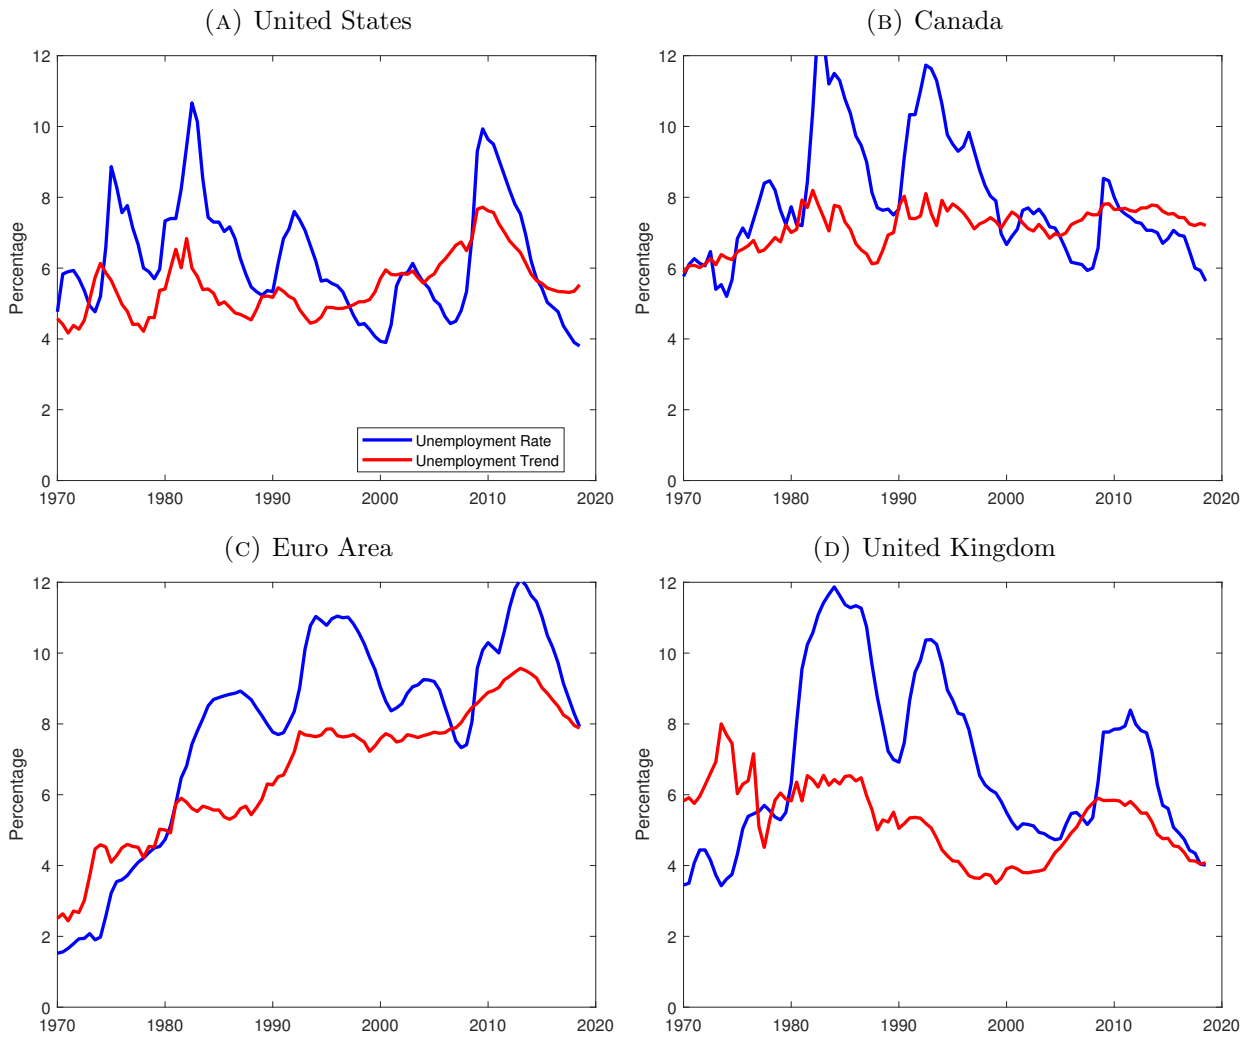 (A) United States
12
10
8
6
4
2
0
Percentage
Unemployment Rate
Unemployment Trend
1970 1980 1990 2000 2010 2020
(B) Canada
12
10
8
6
4
2
0
Percentage
1970 1980 1990 2000 2010 2020
(C) Euro Area
12
10
8
6
4
2
0
Percentage
1970 1980 1990 2000 2010 2020
(D) United Kingdom
12
10
8
6
4
2
0
Percentage
1970 1980 1990 2000 2010 2020